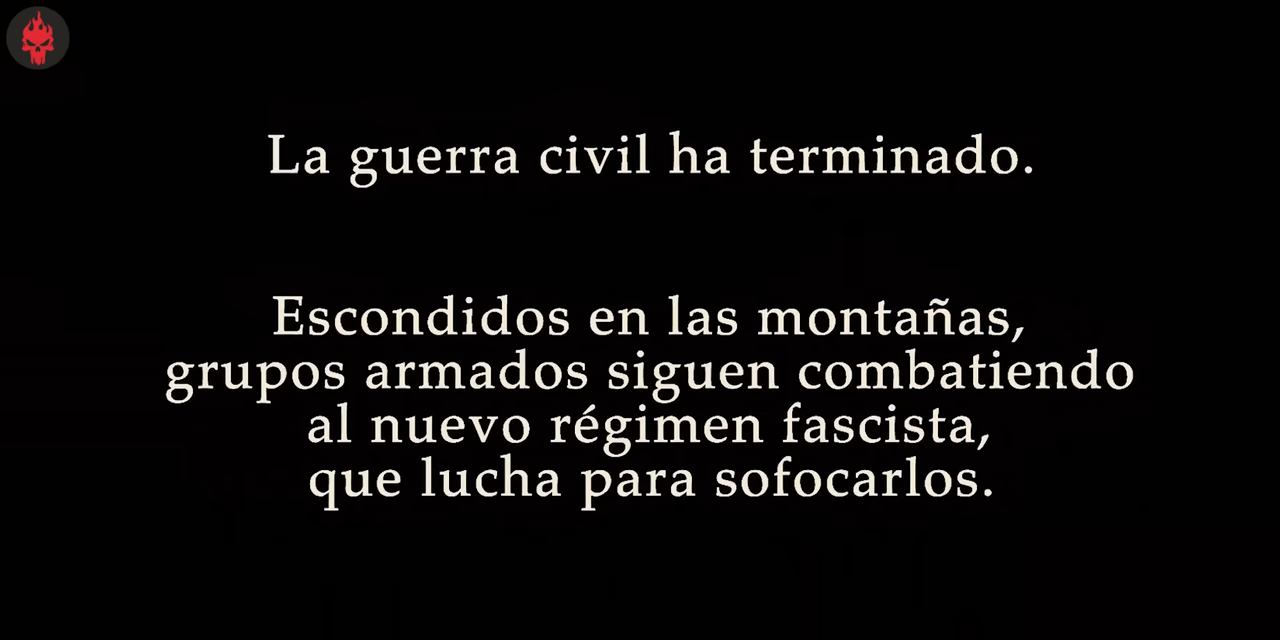 La guerra civil ha terminado.
Escondidos en las montañas,
grupos armados siguen combatiendo
al nuevo régimen fascista,
que lucha para sofocarlos.